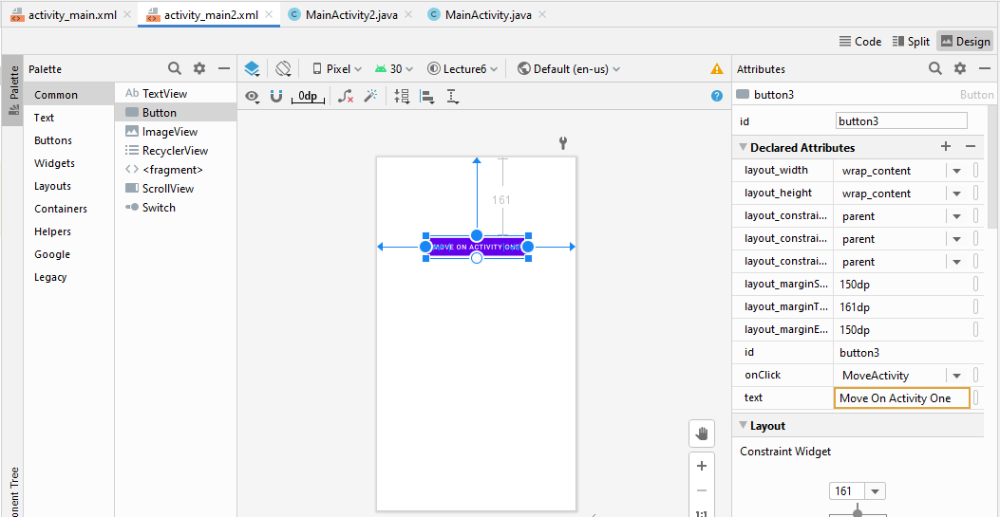 activity_main.xml activity_main2.xml MainActivity2.java MainActivity.java
Code Split Design
Palette
Palette
Pixel 30 Lecture6 Default (en-us)
0dp
Common
Text
Buttons
Widgets
Layouts
Containers
Helpers
Google
Legacy
Ab TextView
Button
ImageView
RecyclerView
<fragment>
ScrollView
Switch
161
MOVE ON ACTIVITY ONE
1:1
Attributes
button3 Button
id button3
Declared Attributes
layout_width wrap_content
layout_height wrap_content
layout_constrai... parent
layout_constrai... parent
layout_constrai... parent
layout_marginS... 150dp
layout_marginT... 161dp
layout_marginE... 150dp
id button3
onClick MoveActivity
text Move On Activity One
Layout
Constraint Widget
161
onent Tree